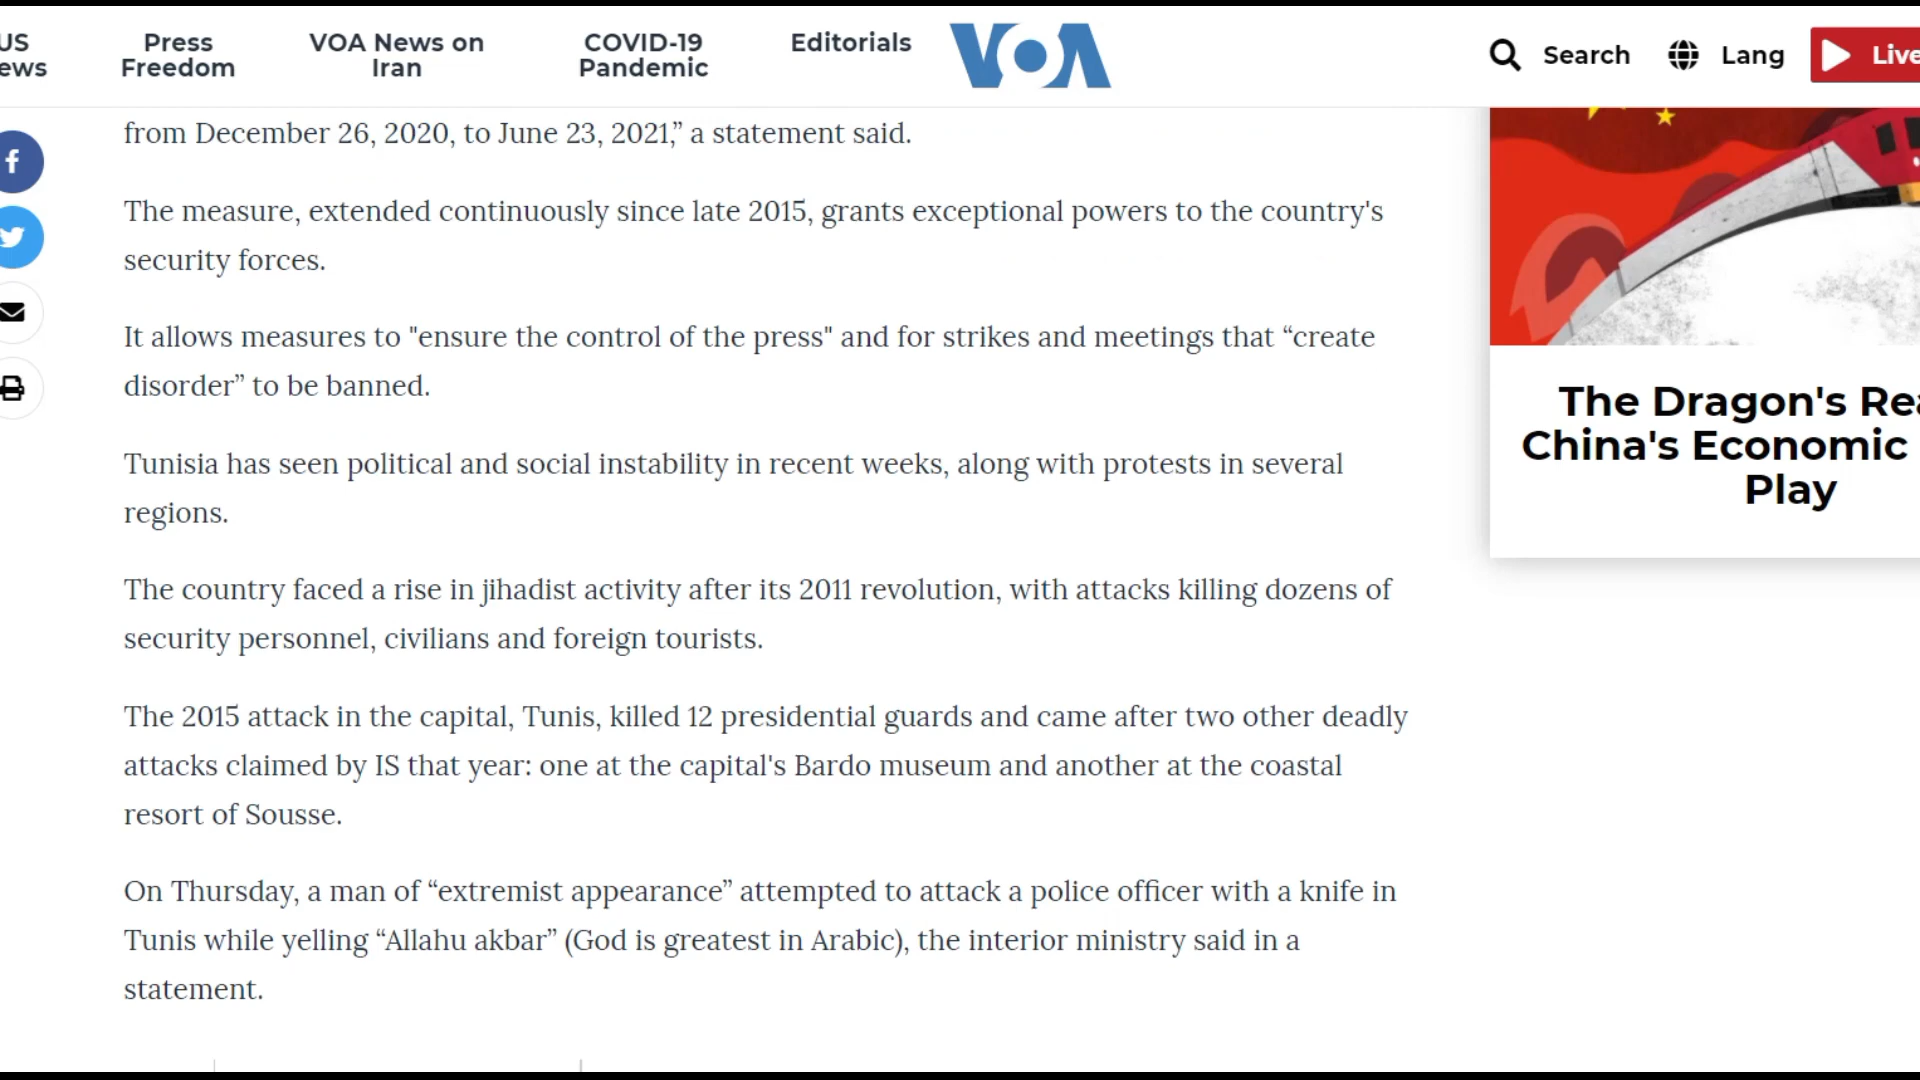 US
ews
Press
Freedom
VOA News on
Iran
COVID-19
Pandemic
Editorials
VOA
Search
Lang
Live
from December 26, 2020, to June 23, 2021,” a statement said.
The measure, extended continuously since late 2015, grants exceptional powers to the country's
security forces.
It allows measures to "ensure the control of the press" and for strikes and meetings that “create
disorder” to be banned.
Tunisia has seen political and social instability in recent weeks, along with protests in several
regions.
The country faced a rise in jihadist activity after its 2011 revolution, with attacks killing dozens of
security personnel, civilians and foreign tourists.
The 2015 attack in the capital, Tunis, killed 12 presidential guards and came after two other deadly
attacks claimed by IS that year: one at the capital's Bardo museum and another at the coastal
resort of Sousse.
On Thursday, a man of “extremist appearance” attempted to attack a police officer with a knife in
Tunis while yelling “Allahu akbar” (God is greatest in Arabic), the interior ministry said in a
statement.
The Dragon's Rea
China's Economic
Play